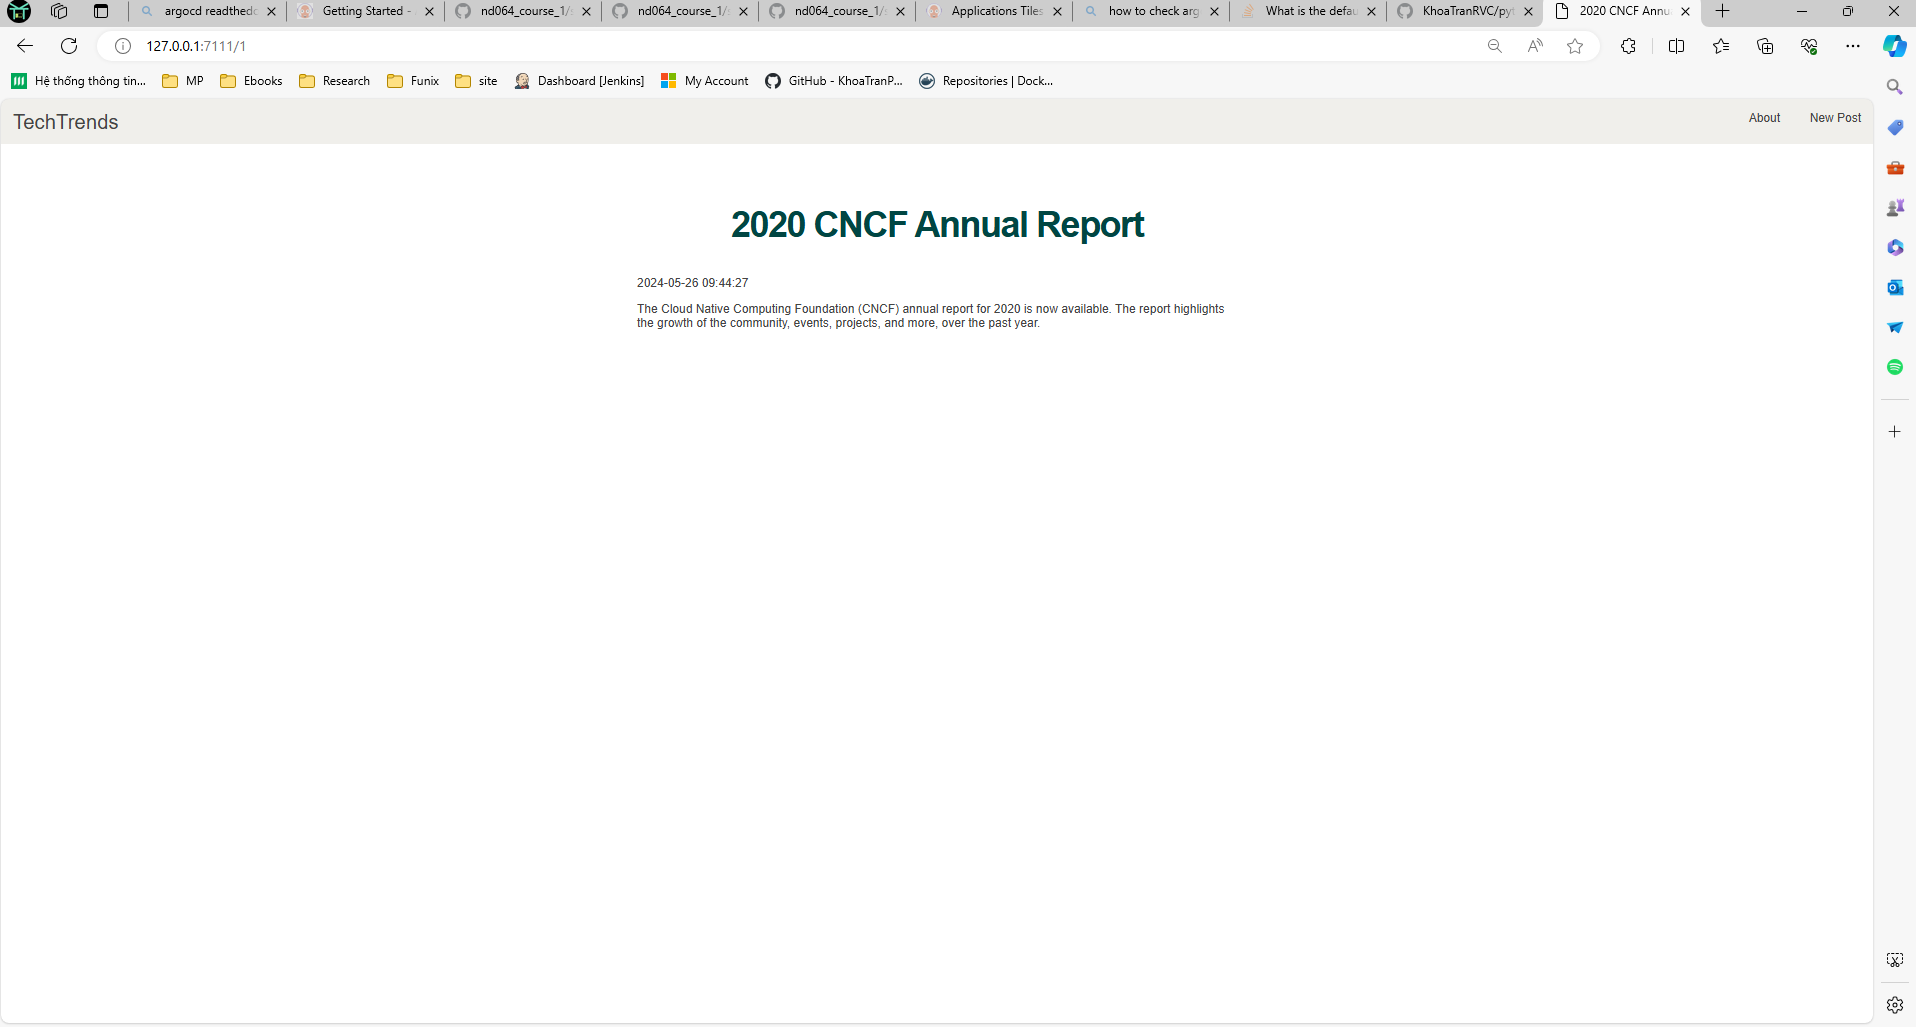 argocd readthedc
Getting Started -
nd064_course_1/
nd064_course_1/
nd064_course_1/
Applications Tiles
how to check arg
What is the defau
KhoaTranRVC/pyt
2020 CNCF Annu
127.0.0.1:7111/1
Hệ thống thông tin... MP Ebooks Research Funix site Dashboard [Jenkins] My Account GitHub - KhoaTranP... Repositories | Dock...
TechTrends About New Post
2020 CNCF Annual Report
2024-05-26 09:44:27
The Cloud Native Computing Foundation (CNCF) annual report for 2020 is now available. The report highlights
the growth of the community, events, projects, and more, over the past year.